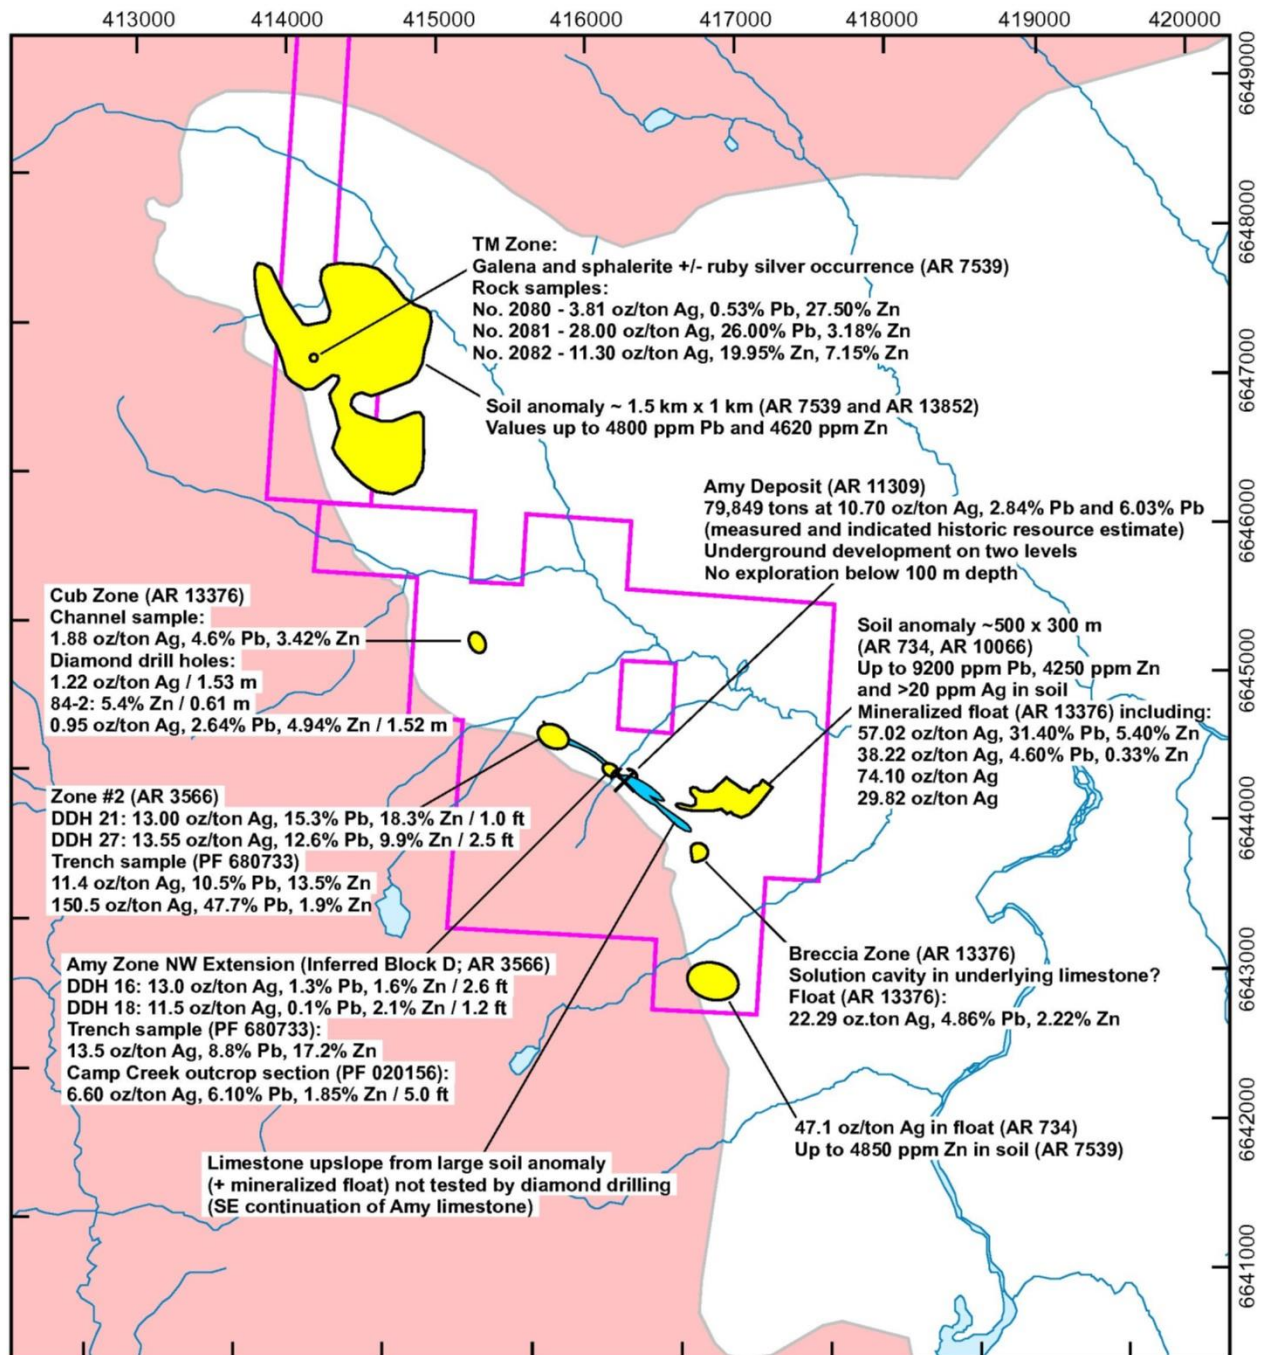 413000 414000 415000 416000 417000 418000 419000 420000
6649000
6648000
TM Zone:
Galena and sphalerite +/- ruby silver occurrence (AR 7539)
Rock samples:
No. 2080 - 3.81 oz/ton Ag, 0.53% Pb, 27.50% Zn
No. 2081 - 28.00 oz/ton Ag, 26.00% Pb, 3.18% Zn
No. 2082 - 11.30 oz/ton Ag, 19.95% Zn, 7.15% Zn
6647000
Soil anomaly ~ 1.5 km x 1 km (AR 7539 and AR 13852)
Values up to 4800 ppm Pb and 4620 ppm Zn
Amy Deposit (AR 11309)
79,849 tons at 10.70 oz/ton Ag, 2.84% Pb and 6.03% Pb
(measured and indicated historic resource estimate)
Underground development on two levels
No exploration below 100 m depth
6646000
Cub Zone (AR 13376)
Channel sample:
1.88 oz/ton Ag, 4.6% Pb, 3.42% Zn
Diamond drill holes:
1.22 oz/ton Ag / 1.53 m
84-2: 5.4% Zn / 0.61 m
0.95 oz/ton Ag, 2.64% Pb, 4.94% Zn / 1.52 m
Soil anomaly ~500 x 300 m
(AR 734, AR 10066)
Up to 9200 ppm Pb, 4250 ppm Zn
and >20 ppm Ag in soil
Mineralized float (AR 13376) including:
57.02 oz/ton Ag, 31.40% Pb, 5.40% Zn
38.22 oz/ton Ag, 4.60% Pb, 0.33% Zn
74.10 oz/ton Ag
29.82 oz/ton Ag
6645000
Zone #2 (AR 3566)
DDH 21: 13.00 oz/ton Ag, 15.3% Pb, 18.3% Zn / 1.0 ft
DDH 27: 13.55 oz/ton Ag, 12.6% Pb, 9.9% Zn / 2.5 ft
Trench sample (PF 680733)
11.4 oz/ton Ag, 10.5% Pb, 13.5% Zn
150.5 oz/ton Ag, 47.7% Pb, 1.9% Zn
6644000
Amy Zone NW Extension (Inferred Block D; AR 3566)
DDH 16: 13.0 oz/ton Ag, 1.3% Pb, 1.6% Zn / 2.6 ft
DDH 18: 11.5 oz/ton Ag, 0.1% Pb, 2.1% Zn / 1.2 ft
Trench sample (PF 680733):
13.5 oz/ton Ag, 8.8% Pb, 17.2% Zn
Camp Creek outcrop section (PF 020156):
6.60 oz/ton Ag, 6.10% Pb, 1.85% Zn / 5.0 ft
Breccia Zone (AR 13376)
Solution cavity in underlying limestone?
Float (AR 13376):
22.29 oz.ton Ag, 4.86% Pb, 2.22% Zn
6643000
47.1 oz/ton Ag in float (AR 734)
Up to 4850 ppm Zn in soil (AR 7539)
6642000
Limestone upslope from large soil anomaly
(+ mineralized float) not tested by diamond drilling
(SE continuation of Amy limestone)
6641000